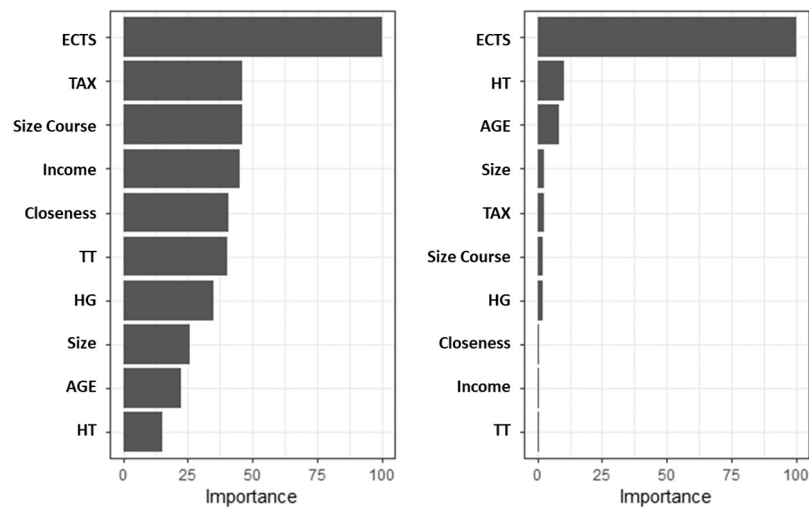 ECTS
TAX
Size Course
Income
Closeness
TT
HG
Size
AGE
HT
0 25 50 75 100
Importance
ECTS
HT
AGE
Size
TAX
Size Course
HG
Closeness
Income
TT
0 25 50 75 100
Importance